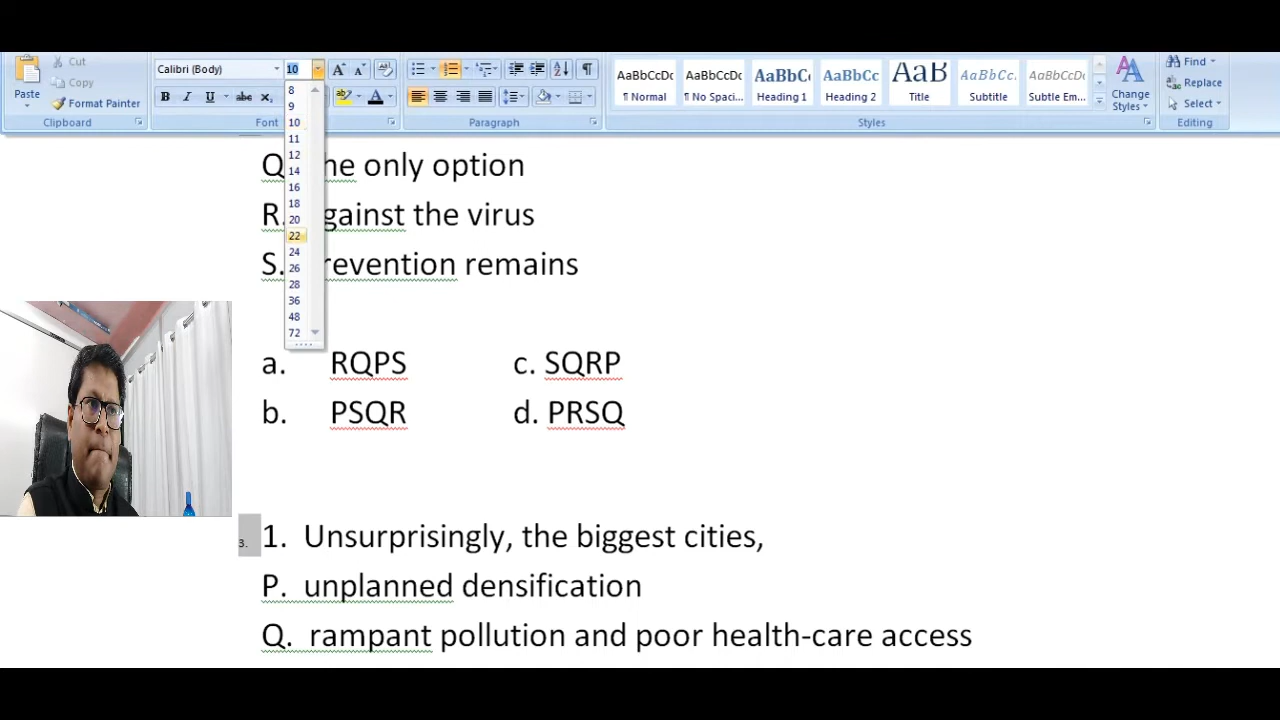 Cut
Calibri (Body) 10
Find
Copy
Replace
Paste
Format Painter
B I U abc x,
AaBbCcDc AaBbCcDc AaBbC AaBbCc AaB AaBbCc. AaBbCcDc
¶ Normal ¶ No Spaci... Heading 1 Heading 2 Title Subtitle Subtle Em...
Change Styles
Select
Clipboard Font Paragraph Styles Editing
8
9
10
11
12
14
16
18
20
22
24
26
28
36
48
72
Q. he only option
R. gainst the virus
S. revention remains
a. RQPS c. SQRP
b. PSQR d. PRSQ
3. 1. Unsurprisingly, the biggest cities,
P. unplanned densification
Q. rampant pollution and poor health-care access